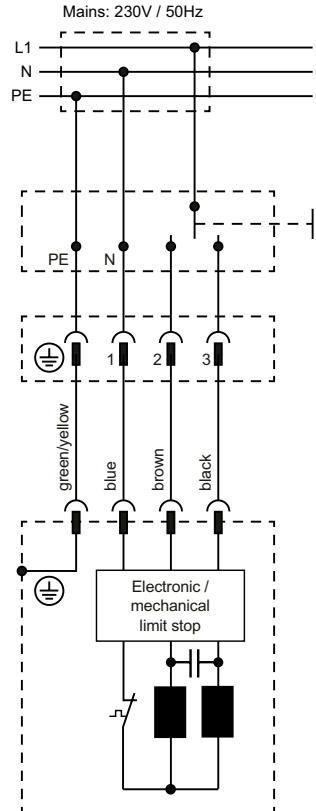 Mains: 230V / 50Hz
L1
N
PE
PE N
1 2 3
green/yellow
blue
brown
black
Electronic /
mechanical
limit stop